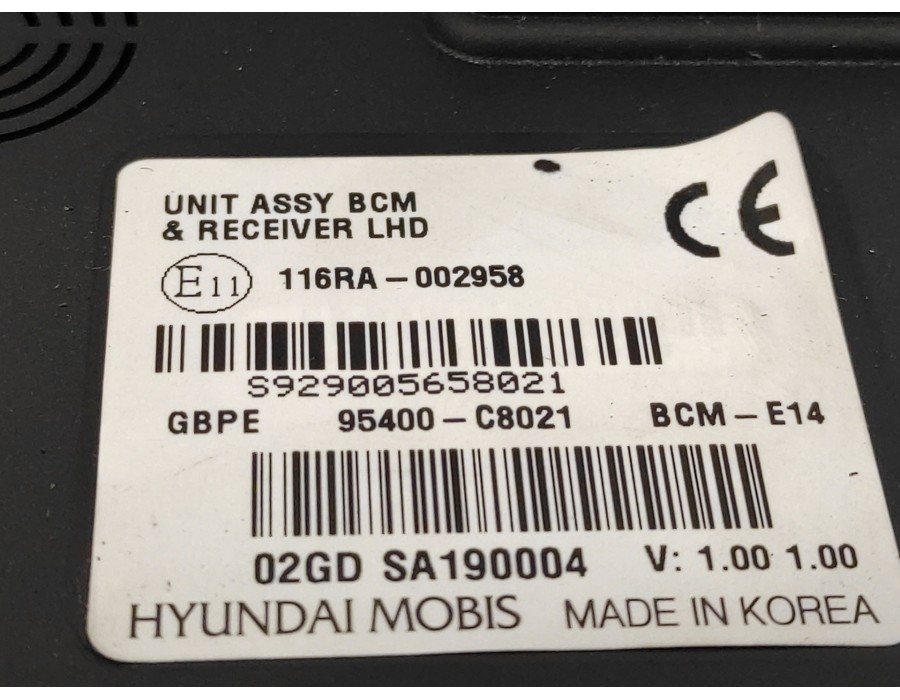 UNIT ASSY BCM
& RECEIVER LHD
CE
E11 116RA-002958
S929005658021
GBPE 95400-C8021 BCM-E14
02GD SA190004 V: 1.00 1.00
HYUNDAI MOBIS MADE IN KOREA